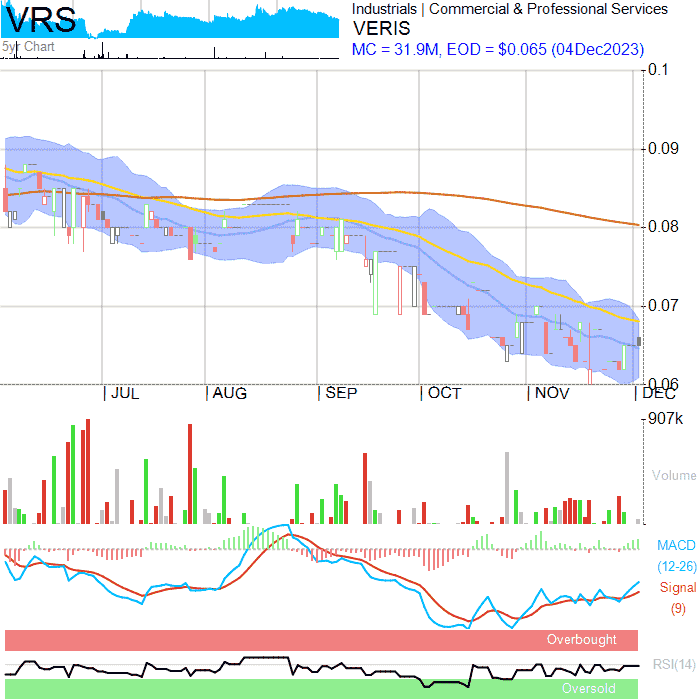 VRS
5yr Chart
Industrials | Commercial & Professional Services
VERIS
MC = 31.9M, EOD = $0.065 (04Dec2023)
0.1
0.09
0.08
0.07
0.06
JUL
AUG
SEP
OCT
NOV
DEC
907k
Volume
MACD
(12-26)
Signal
(9)
Overbought
RSI(14)
Oversold